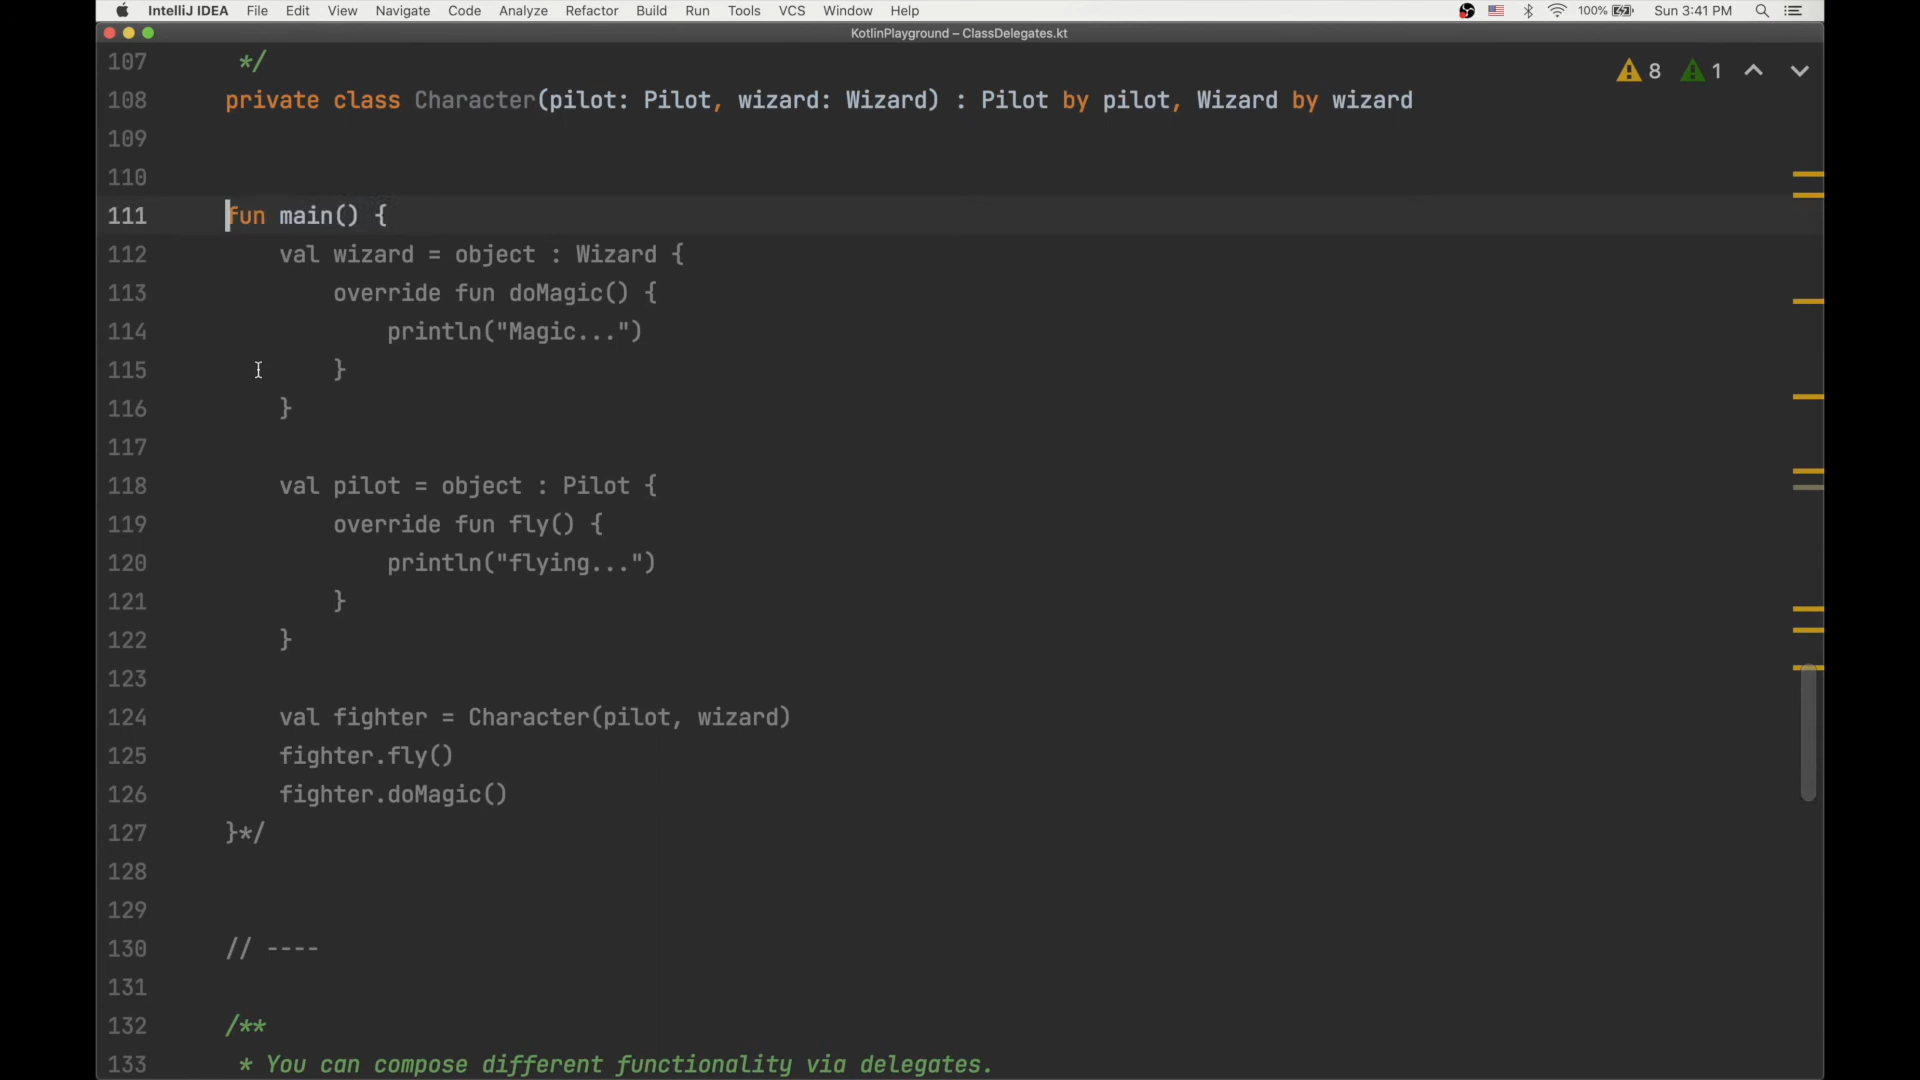 IntelliJ IDEA File Edit View Navigate Code Analyze Refactor Build Run Tools VCS Window Help 100% Sun 3:41 PM
KotlinPlayground – ClassDelegates.kt
8 1
107 */
108 private class Character(pilot: Pilot, wizard: Wizard) : Pilot by pilot, Wizard by wizard
109
110
111 fun main() {
112 val wizard = object : Wizard {
113 override fun doMagic() {
114 println("Magic...")
115 }
116 }
117
118 val pilot = object : Pilot {
119 override fun fly() {
120 println("flying...")
121 }
122 }
123
124 val fighter = Character(pilot, wizard)
125 fighter.fly()
126 fighter.doMagic()
127 }*/
128
129
130 // ----
131
132 /**
133 * You can compose different functionality via delegates.